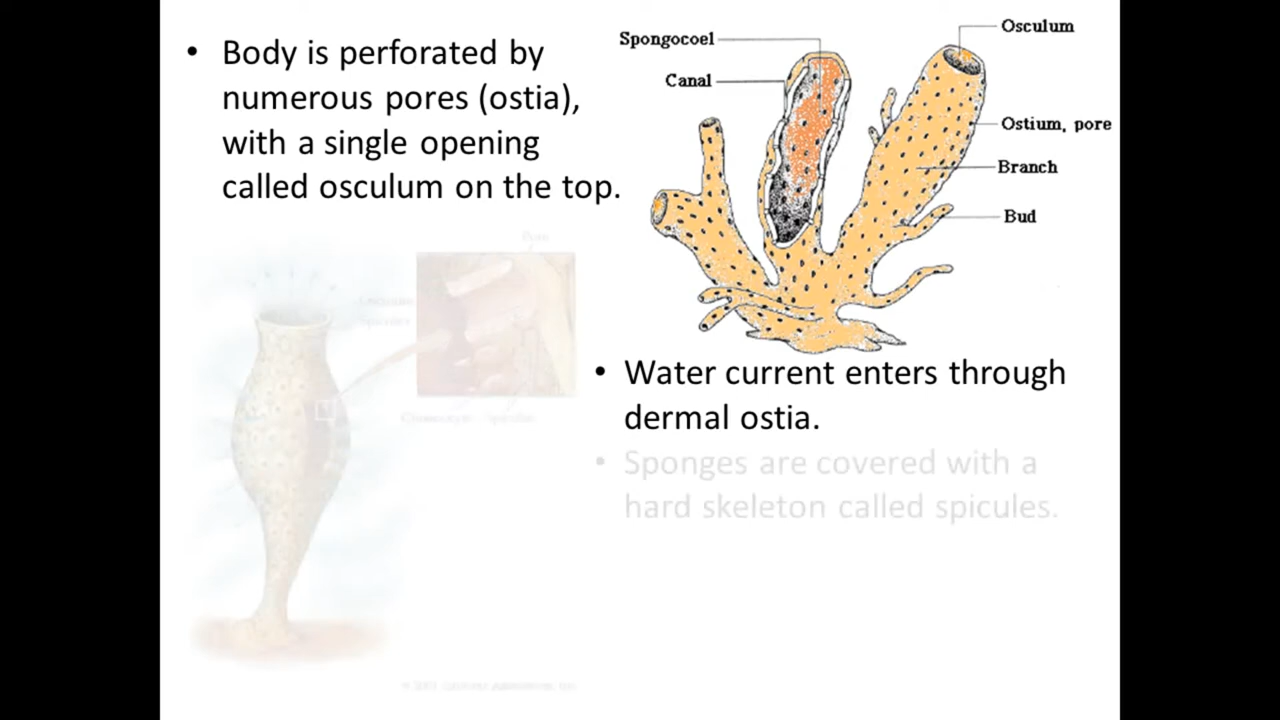 • Body is perforated by
numerous pores (ostia),
with a single opening
called osculum on the top.
Spongocoel
Canal
Osculum
Ostium, pore
Branch
Bud
Pore
• Water current enters through
dermal ostia.
• Sponges are covered with a
hard skeleton called spicules.